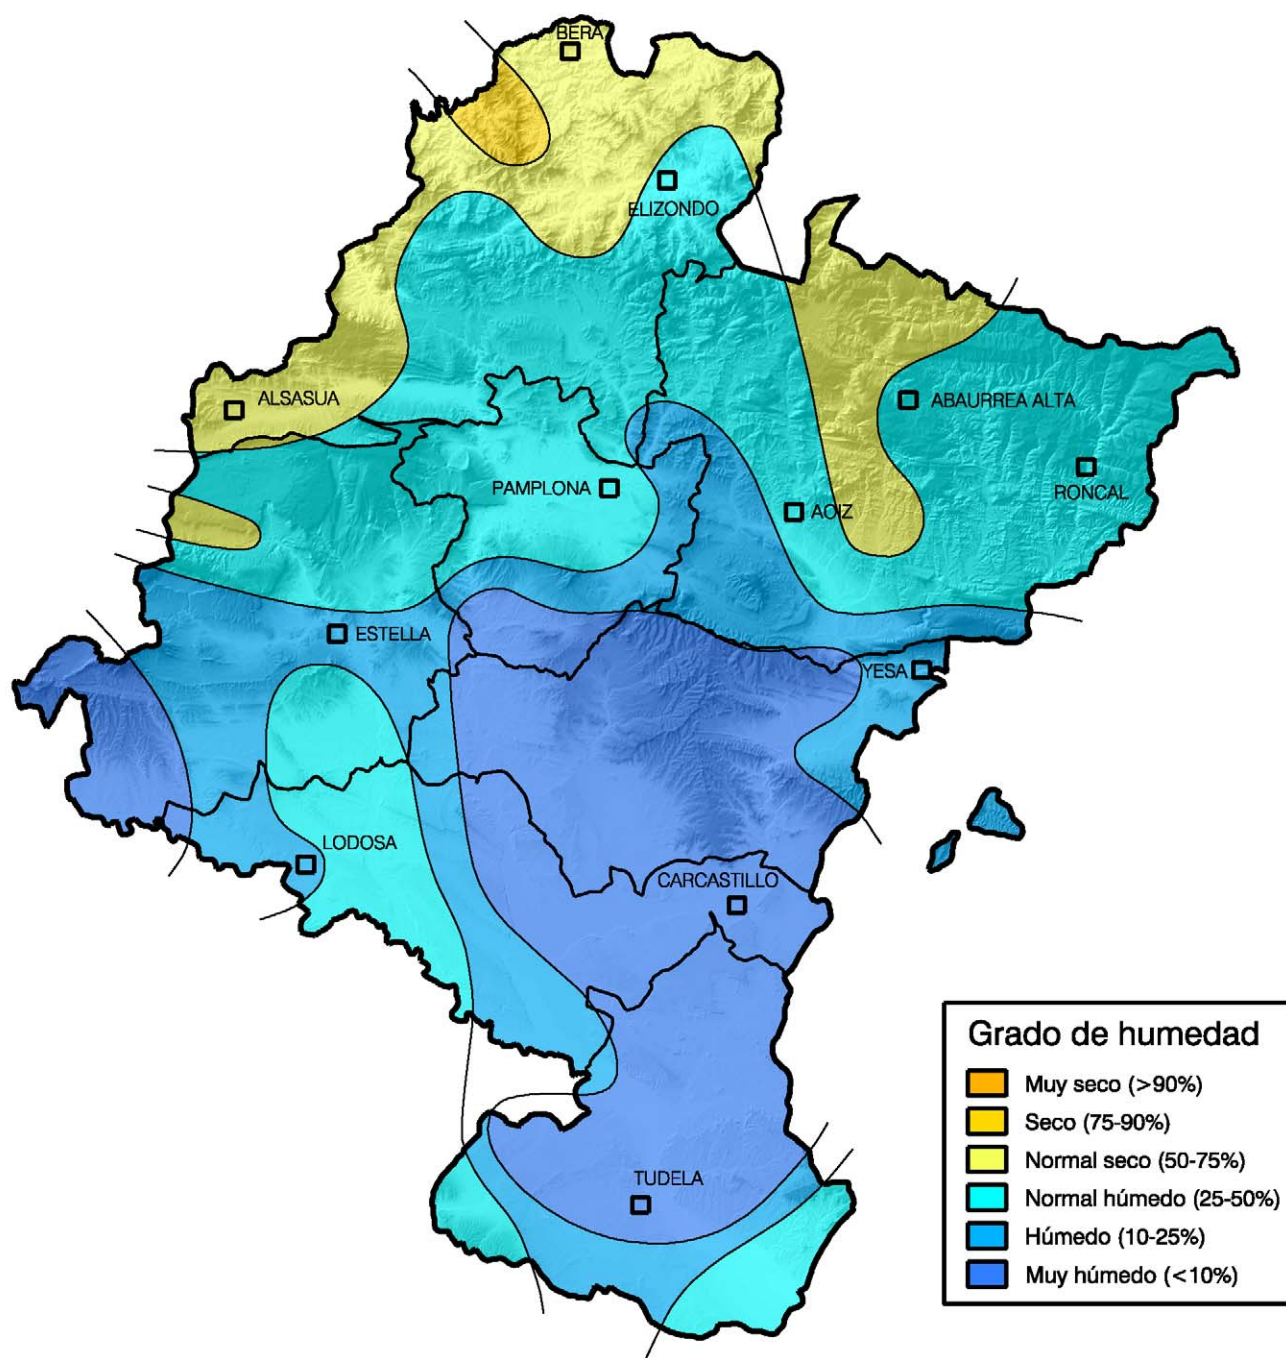 BERA
ELIZONDO
ALSASUA
ABAURREA ALTA
PAMPLONA
RONCAL
AOIZ
ESTELLA
YESA
LODOSA
CARCASTILLO
TUDELA
Grado de humedad
Muy seco (>90%)
Seco (75-90%)
Normal seco (50-75%)
Normal húmedo (25-50%)
Húmedo (10-25%)
Muy húmedo (<10%)